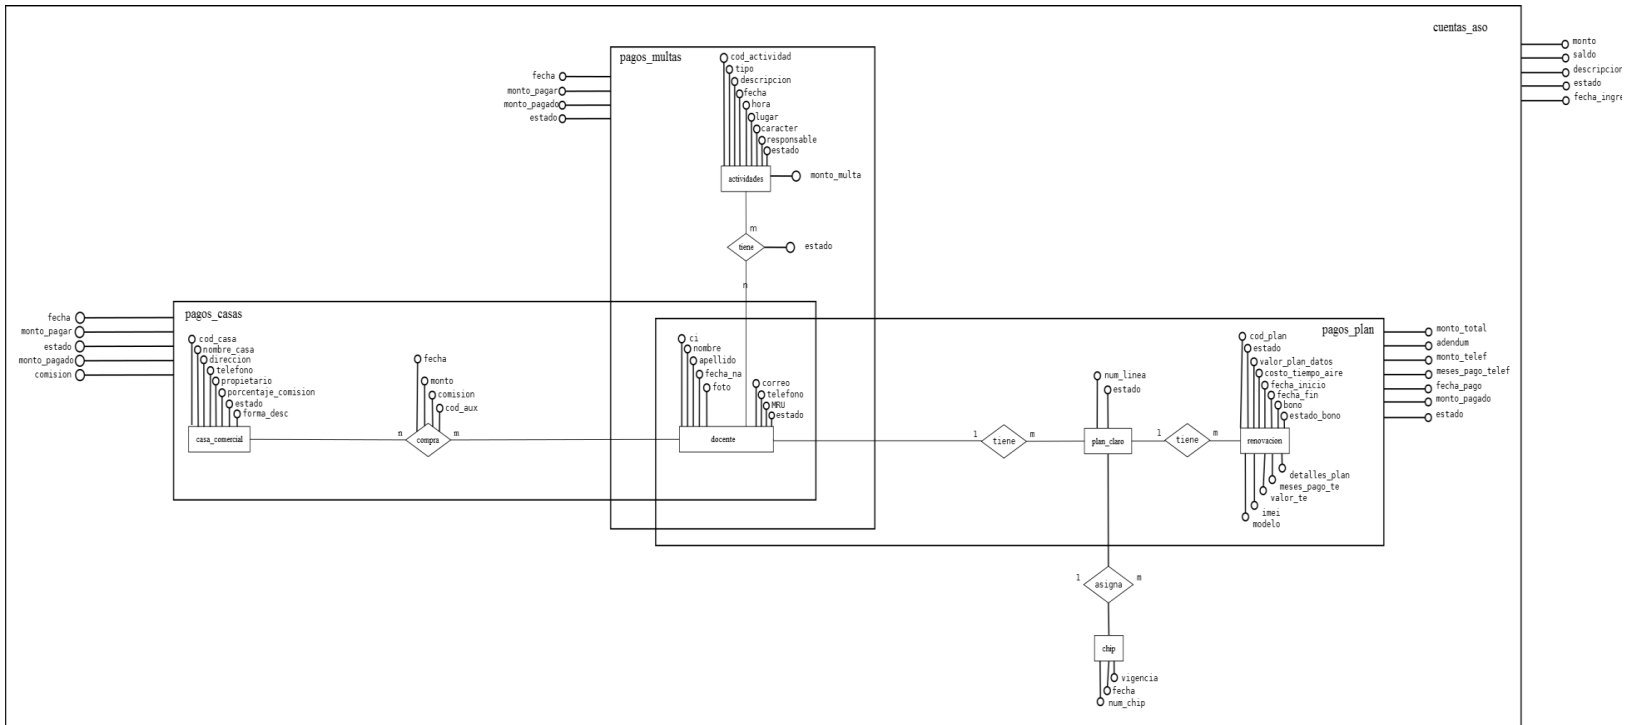 cuentas_aso
monto
saldo
descripcion
estado
fecha_ingre
pagos_multas
fecha
monto_pagar
monto_pagado
estado
cod_actividad
tipo
descripcion
fecha
hora
lugar
caracter
responsable
estado
actividades
monto_multa
m
tiene
estado
n
pagos_casas
fecha
monto_pagar
estado
monto_pagado
comision
cod_casa
nombre_casa
direccion
telefono
propietario
porcentaje_comision
estado
forma_desc
casa_comercial
n
fecha
monto
comision
cod_aux
compra
m
ci
nombre
apellido
fecha_na
foto
correo
telefono
MRU
estado
docente
pagos_plan
monto_total
adendum
monto_telef
meses_pago_telef
fecha_pago
monto_pagado
estado
1
tiene
m
num_linea
estado
plan_claro
1
tiene
m
cod_plan
estado
valor_plan_datos
costo_tiempo_aire
fecha_inicio
fecha_fin
bono
estado_bono
renovacion
detalles_plan
meses_pago_te
valor_te
imei
modelo
1
asigna
m
chip
vigencia
fecha
num_chip